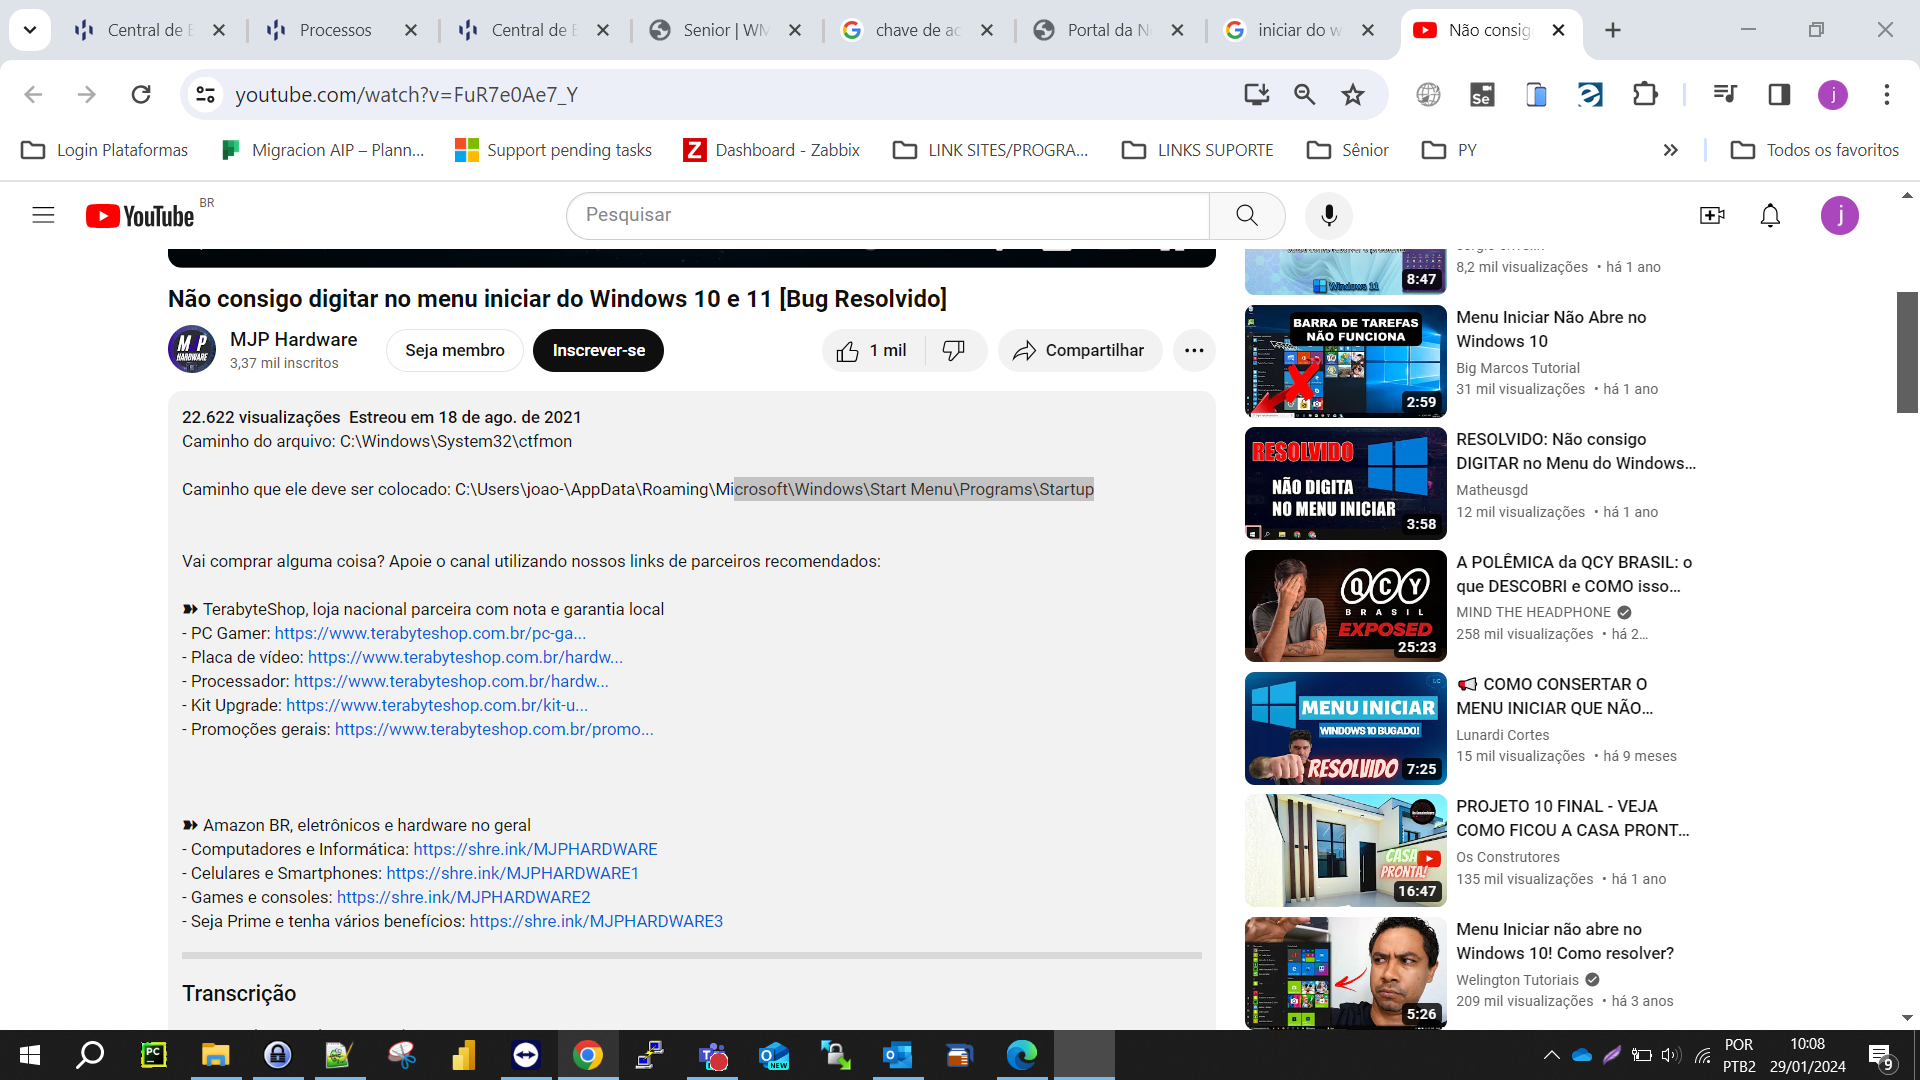 Central de E
Processos
Central de E
Senior | WM
chave de ac
Portal da N
iniciar do w
Não consig
youtube.com/watch?v=FuR7e0Ae7_Y
Se
j
Login Plataformas
Migracion AIP – Plann...
Support pending tasks
Z Dashboard - Zabbix
LINK SITES/PROGRA...
LINKS SUPORTE
Sênior
PY
Todos os favoritos
YouTube BR
Pesquisar
j
Não consigo digitar no menu iniciar do Windows 10 e 11 [Bug Resolvido]
MJP HARDWARE
MJP Hardware
3,37 mil inscritos
Seja membro
Inscrever-se
1 mil
Compartilhar
22.622 visualizações Estreou em 18 de ago. de 2021
Caminho do arquivo: C:\Windows\System32\ctfmon
Caminho que ele deve ser colocado: C:\Users\joao-\AppData\Roaming\Microsoft\Windows\Start Menu\Programs\Startup
Vai comprar alguma coisa? Apoie o canal utilizando nossos links de parceiros recomendados:
➽ TerabyteShop, loja nacional parceira com nota e garantia local
- PC Gamer: https://www.terabyteshop.com.br/pc-ga...
- Placa de vídeo: https://www.terabyteshop.com.br/hardw...
- Processador: https://www.terabyteshop.com.br/hardw...
- Kit Upgrade: https://www.terabyteshop.com.br/kit-u...
- Promoções gerais: https://www.terabyteshop.com.br/promo...
➽ Amazon BR, eletrônicos e hardware no geral
- Computadores e Informática: https://shre.ink/MJPHARDWARE
- Celulares e Smartphones: https://shre.ink/MJPHARDWARE1
- Games e consoles: https://shre.ink/MJPHARDWARE2
- Seja Prime e tenha vários benefícios: https://shre.ink/MJPHARDWARE3
Transcrição
8,2 mil visualizações • há 1 ano
Windows 11
8:47
BARRA DE TAREFAS
NÃO FUNCIONA
2:59
Menu Iniciar Não Abre no
Windows 10
Big Marcos Tutorial
31 mil visualizações • há 1 ano
RESOLVIDO
NÃO DIGITA
NO MENU INICIAR
3:58
RESOLVIDO: Não consigo
DIGITAR no Menu do Windows...
Matheusgd
12 mil visualizações • há 1 ano
QCY
BRASIL
EXPOSED
25:23
A POLÊMICA da QCY BRASIL: o
que DESCOBRI e COMO isso...
MIND THE HEADPHONE
258 mil visualizações • há 2...
LC
MENU INICIAR
WINDOWS 10 BUGADO!
RESOLVIDO
7:25
COMO CONSERTAR O
MENU INICIAR QUE NÃO...
Lunardi Cortes
15 mil visualizações • há 9 meses
CASA
PRONTA!
16:47
PROJETO 10 FINAL - VEJA
COMO FICOU A CASA PRONT...
Os Construtores
135 mil visualizações • há 1 ano
5:26
Menu Iniciar não abre no
Windows 10! Como resolver?
Welington Tutoriais
209 mil visualizações • há 3 anos
PC
NEW
POR
PTB2
10:08
29/01/2024
9